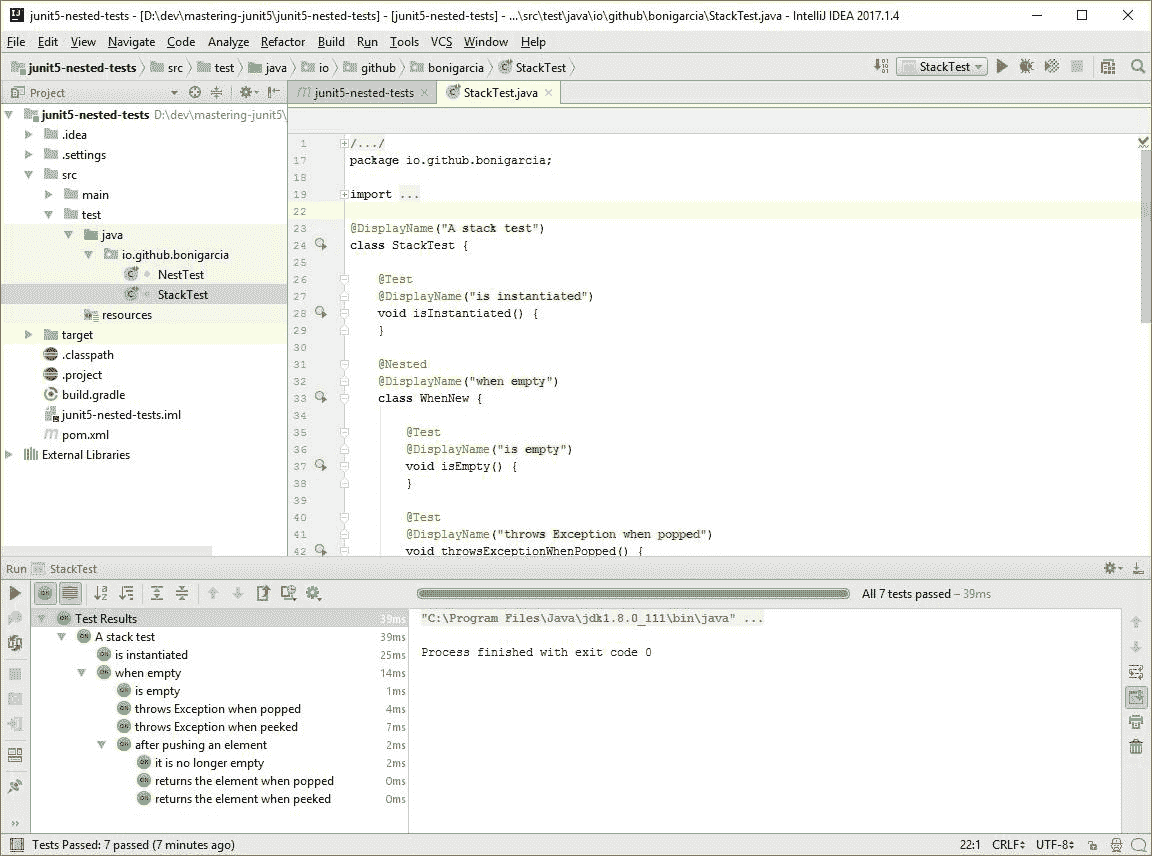 junit5-nested-tests - [D:\dev\mastering-junit5\junit5-nested-tests] - [junit5-nested-tests] - ...\src\test\java\io\github\bonigarcia\StackTest.java - IntelliJ IDEA 2017.1.4
File Edit View Navigate Code Analyze Refactor Build Run Tools VCS Window Help
junit5-nested-tests src test java io github bonigarcia StackTest StackTest
Project junit5-nested-tests StackTest.java
junit5-nested-tests D:\dev\mastering-junit5\
.idea
.settings
src
main
test
java
io.github.bonigarcia
NestTest
StackTest
resources
target
.classpath
.project
build.gradle
junit5-nested-tests.iml
pom.xml
External Libraries
1 /.../
17 package io.github.bonigarcia;
18
19 import ...
22
23 @DisplayName("A stack test")
24 class StackTest {
25
26 @Test
27 @DisplayName("is instantiated")
28 void isInstantiated() {
29 }
30
31 @Nested
32 @DisplayName("when empty")
33 class WhenNew {
34
35 @Test
36 @DisplayName("is empty")
37 void isEmpty() {
38 }
39
40 @Test
41 @DisplayName("throws Exception when popped")
42 void throwsExceptionWhenPopped() {
Run StackTest
All 7 tests passed – 39ms
Test Results 39ms
A stack test 39ms
is instantiated 25ms
when empty 14ms
is empty 1ms
throws Exception when popped 4ms
throws Exception when peeked 7ms
after pushing an element 2ms
it is no longer empty 2ms
returns the element when popped 0ms
returns the element when peeked 0ms
"C:\Program Files\Java\jdk1.8.0_111\bin\java" ...
Process finished with exit code 0
Tests Passed: 7 passed (7 minutes ago) 22:1 CRLF UTF-8